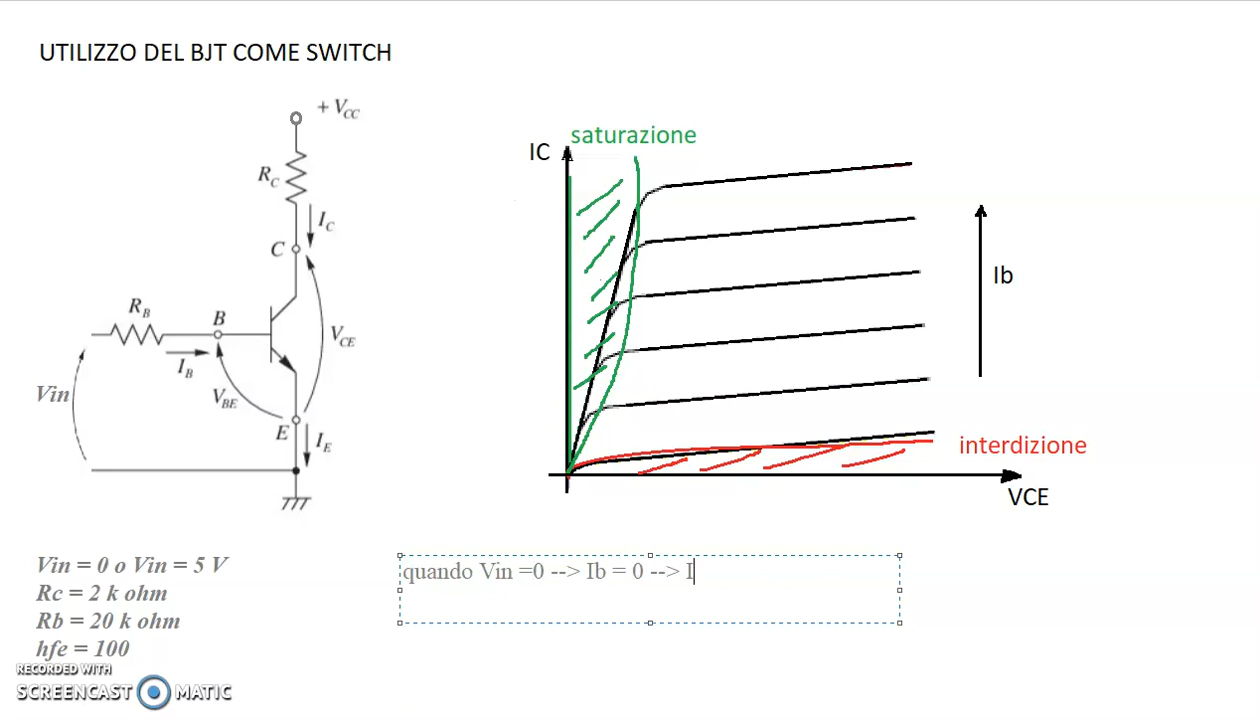 UTILIZZO DEL BJT COME SWITCH
+ VCC
RC
IC
C
RB
B
IB
VCE
Vin
VBE
E
IE
saturazione
IC
Ib
interdizione
VCE
Vin = 0 o Vin = 5 V
Rc = 2 k ohm
Rb = 20 k ohm
hfe = 100
quando Vin =0 --> Ib = 0 --> I
RECORDED WITH
SCREENCAST MATIC